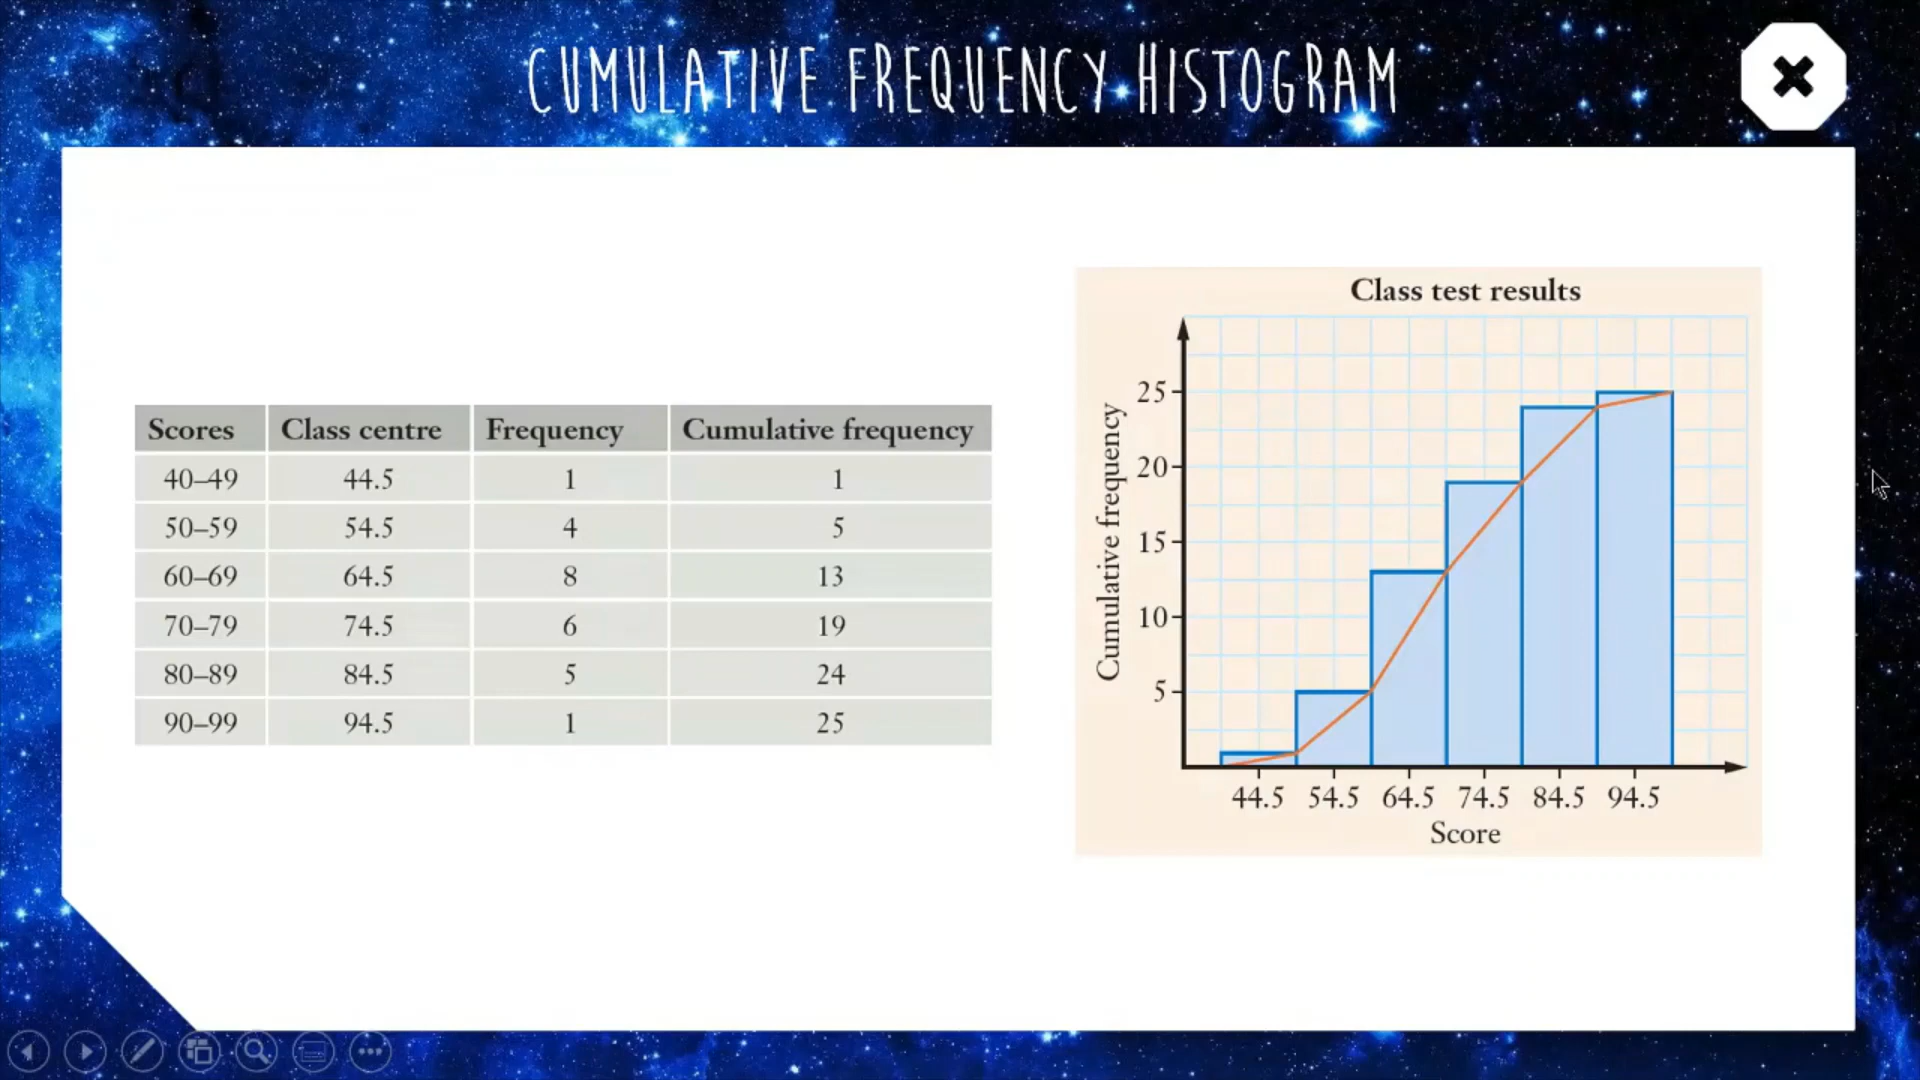 CUMULATIVE FREQUENCY HISTOGRAM
Scores Class centre Frequency Cumulative frequency
40–49 44.5 1 1
50–59 54.5 4 5
60–69 64.5 8 13
70–79 74.5 6 19
80–89 84.5 5 24
90–99 94.5 1 25
Class test results
Cumulative frequency
25
20
15
10
5
44.5 54.5 64.5 74.5 84.5 94.5
Score